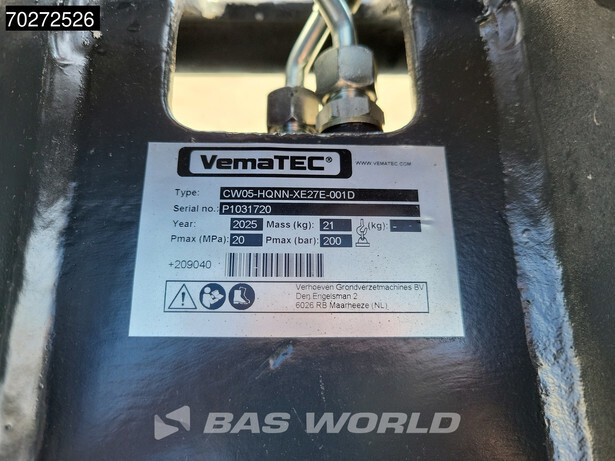 70272526
VemaTEC®
WWW.VEMATEC.COM
Type: CW05-HQNN-XE27E-001D
Serial no.: P1031720
Year: 2025 Mass (kg): 21 (kg): - -
Pmax (MPa): 20 Pmax (bar): 200
+209040
Verhoeven Grondverzetmachines BV
Den Engelsman 2
6026 RB Maarheeze (NL)
BAS WORLD